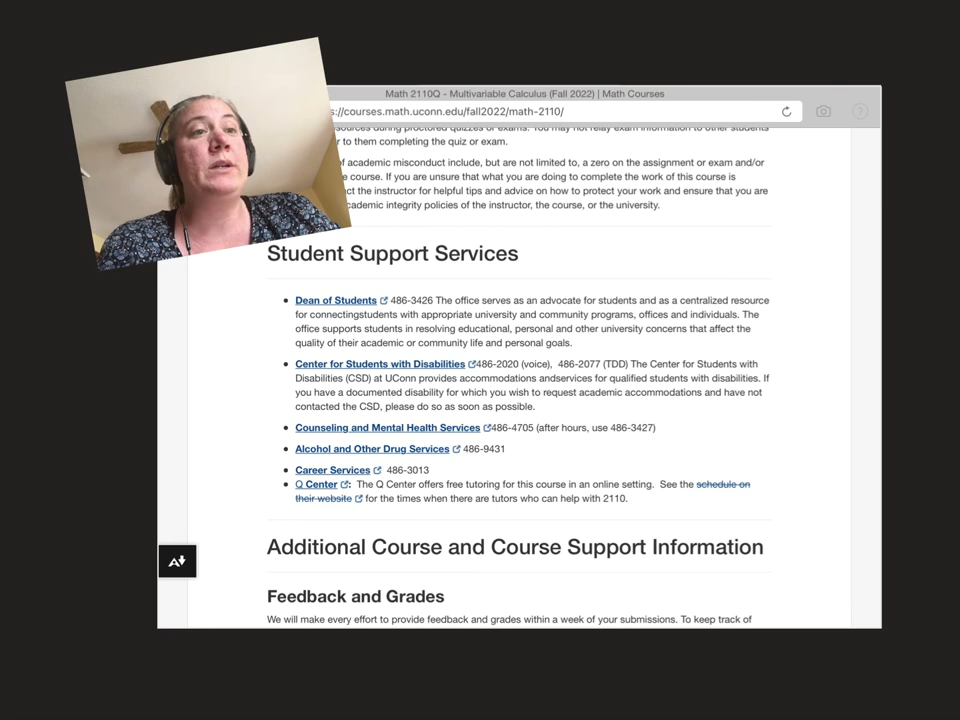 Math 2110Q - Multivariable Calculus (Fall 2022) | Math Courses
s://courses.math.uconn.edu/fall2022/math-2110/
sources during proctored quizzes or exams. You may not relay exam information to other students
r to them completing the quiz or exam.
of academic misconduct include, but are not limited to, a zero on the assignment or exam and/or
e course. If you are unsure that what you are doing to complete the work of this course is
ct the instructor for helpful tips and advice on how to protect your work and ensure that you are
cademic integrity policies of the instructor, the course, or the university.
Student Support Services
Dean of Students 486-3426 The office serves as an advocate for students and as a centralized resource
for connectingstudents with appropriate university and community programs, offices and individuals. The
office supports students in resolving educational, personal and other university concerns that affect the
quality of their academic or community life and personal goals.
Center for Students with Disabilities 486-2020 (voice), 486-2077 (TDD) The Center for Students with
Disabilities (CSD) at UConn provides accommodations andservices for qualified students with disabilities. If
you have a documented disability for which you wish to request academic accommodations and have not
contacted the CSD, please do so as soon as possible.
Counseling and Mental Health Services 486-4705 (after hours, use 486-3427)
Alcohol and Other Drug Services 486-9431
Career Services 486-3013
Q Center: The Q Center offers free tutoring for this course in an online setting. See the schedule on
their website for the times when there are tutors who can help with 2110.
Additional Course and Course Support Information
Feedback and Grades
We will make every effort to provide feedback and grades within a week of your submissions. To keep track of